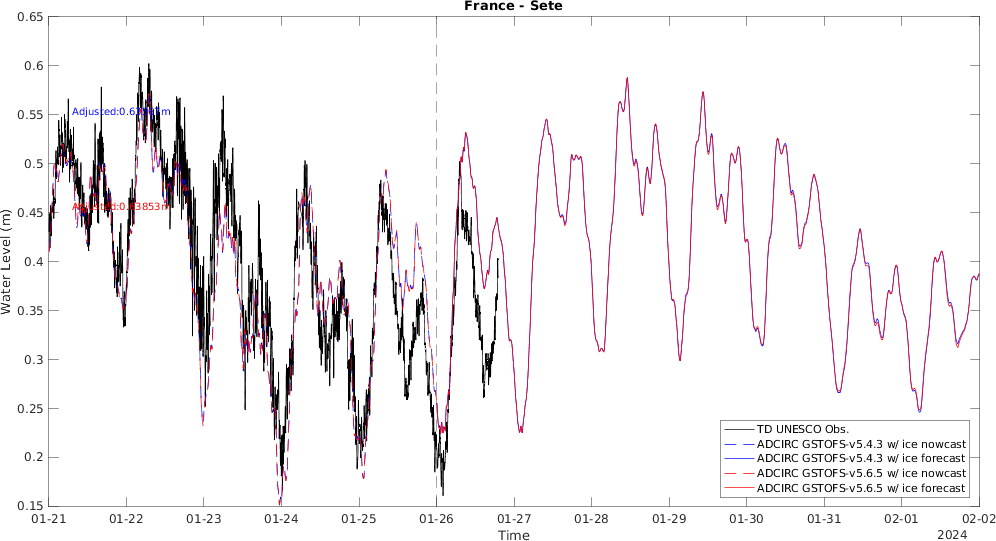 France - Sete
0.65
0.6
0.55
0.5
0.45
0.4
0.35
0.3
0.25
0.2
0.15
Water Level (m)
01-21 01-22 01-23 01-24 01-25 01-26 01-27 01-28 01-29 01-30 01-31 02-01 02-02
Time
2024
TD UNESCO Obs.
ADCIRC GSTOFS-v5.4.3 w/ ice nowcast
ADCIRC GSTOFS-v5.4.3 w/ ice forecast
ADCIRC GSTOFS-v5.6.5 w/ ice nowcast
ADCIRC GSTOFS-v5.6.5 w/ ice forecast